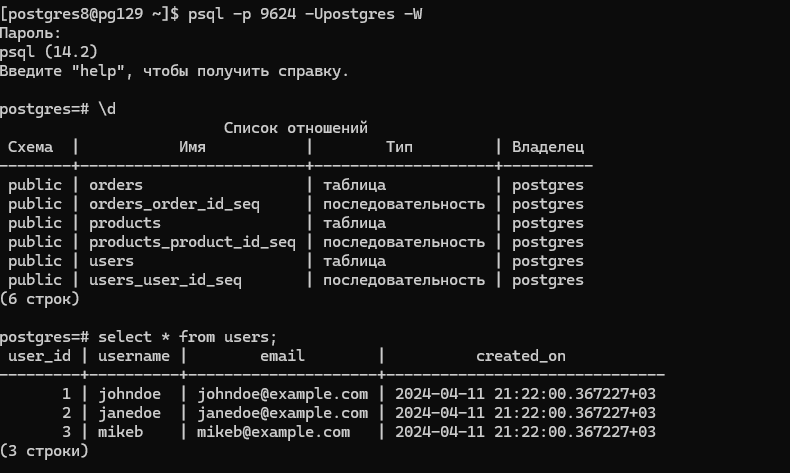 [postgres8@pg129 ~]$ psql -p 9624 -Upostgres -W
Пароль:
psql (14.2)
Введите "help", чтобы получить справку.
postgres=# \d
Список отношений
Схема | Имя | Тип | Владелец
--------+-------------------------+--------------------+----------
public | orders | таблица | postgres
public | orders_order_id_seq | последовательность | postgres
public | products | таблица | postgres
public | products_product_id_seq | последовательность | postgres
public | users | таблица | postgres
public | users_user_id_seq | последовательность | postgres
(6 строк)
postgres=# select * from users;
user_id | username | email | created_on
---------+----------+---------------------+-------------------------------
1 | johndoe | johndoe@example.com | 2024-04-11 21:22:00.367227+03
2 | janedoe | janedoe@example.com | 2024-04-11 21:22:00.367227+03
3 | mikeb | mikeb@example.com | 2024-04-11 21:22:00.367227+03
(3 строки)